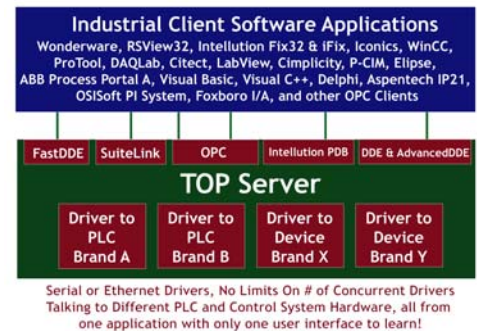 Industrial Client Software Applications
Wonderware, RSView32, Intellution Fix32 & iFix, Iconics, WinCC,
ProTool, DAQLab, Citect, LabView, Cimplicity, P-CIM, Elipse,
ABB Process Portal A, Visual Basic, Visual C++, Delphi, Aspentech IP21,
OSISoft PI System, Foxboro I/A, and other OPC Clients
FastDDE SuiteLink OPC Intellution PDB DDE & AdvancedDDE
TOP Server
Driver to Driver to Driver to Driver to
PLC PLC Device Device
Brand A Brand B Brand X Brand Y
Serial or Ethernet Drivers, No Limits On # of Concurrent Drivers
Talking to Different PLC and Control System Hardware, all from
one application with only one user interface to learn!